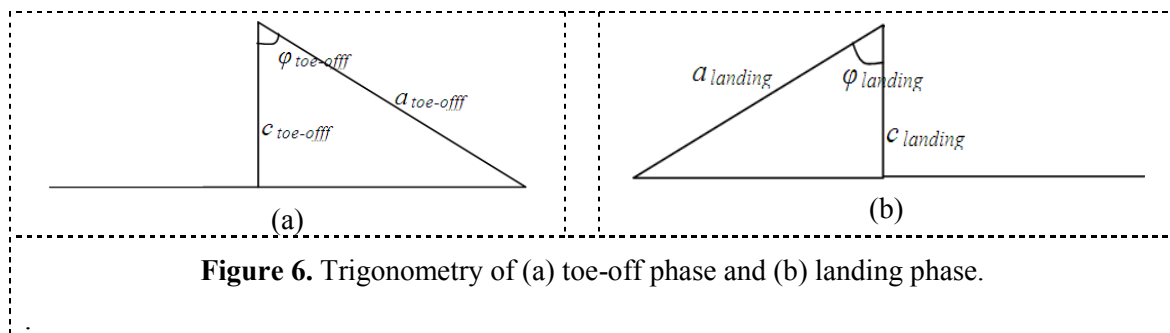 φ toe-offf
a toe-offf
c toe-offf
(a)
a landing
φ landing
c landing
(b)
Figure 6. Trigonometry of (a) toe-off phase and (b) landing phase.
.